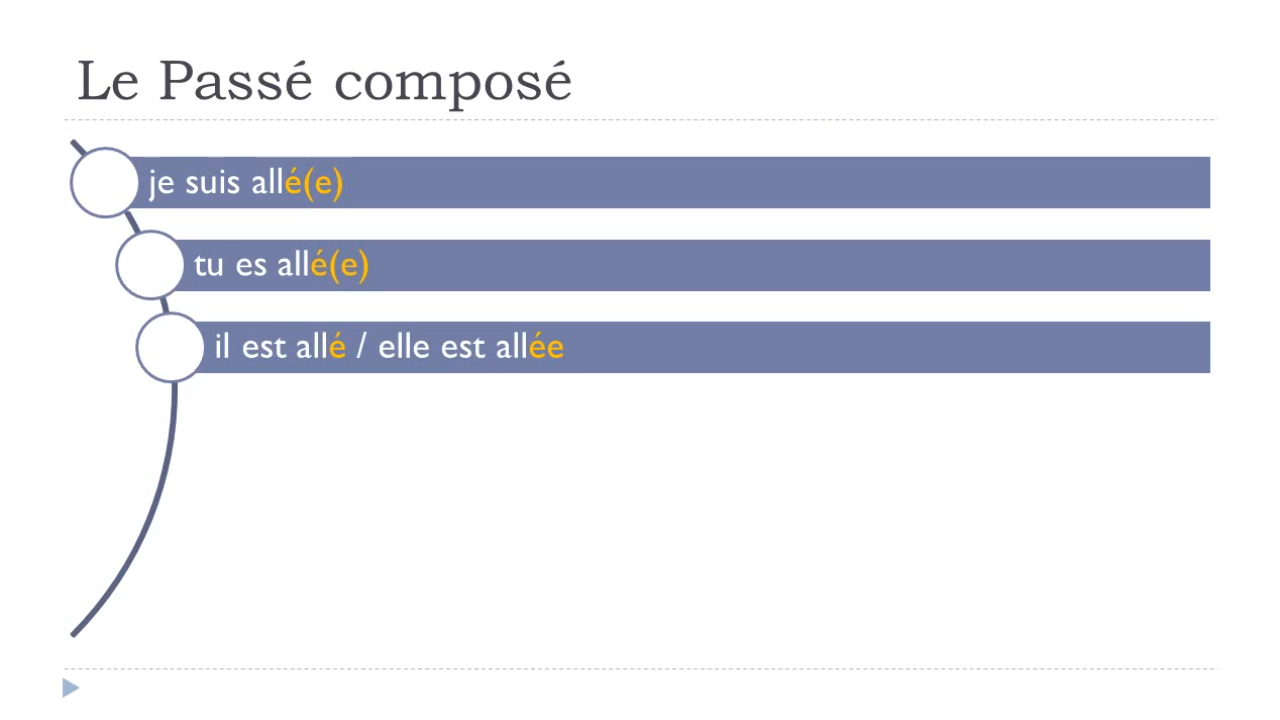 Le Passé composé
je suis allé(e)
tu es allé(e)
il est allé / elle est allée